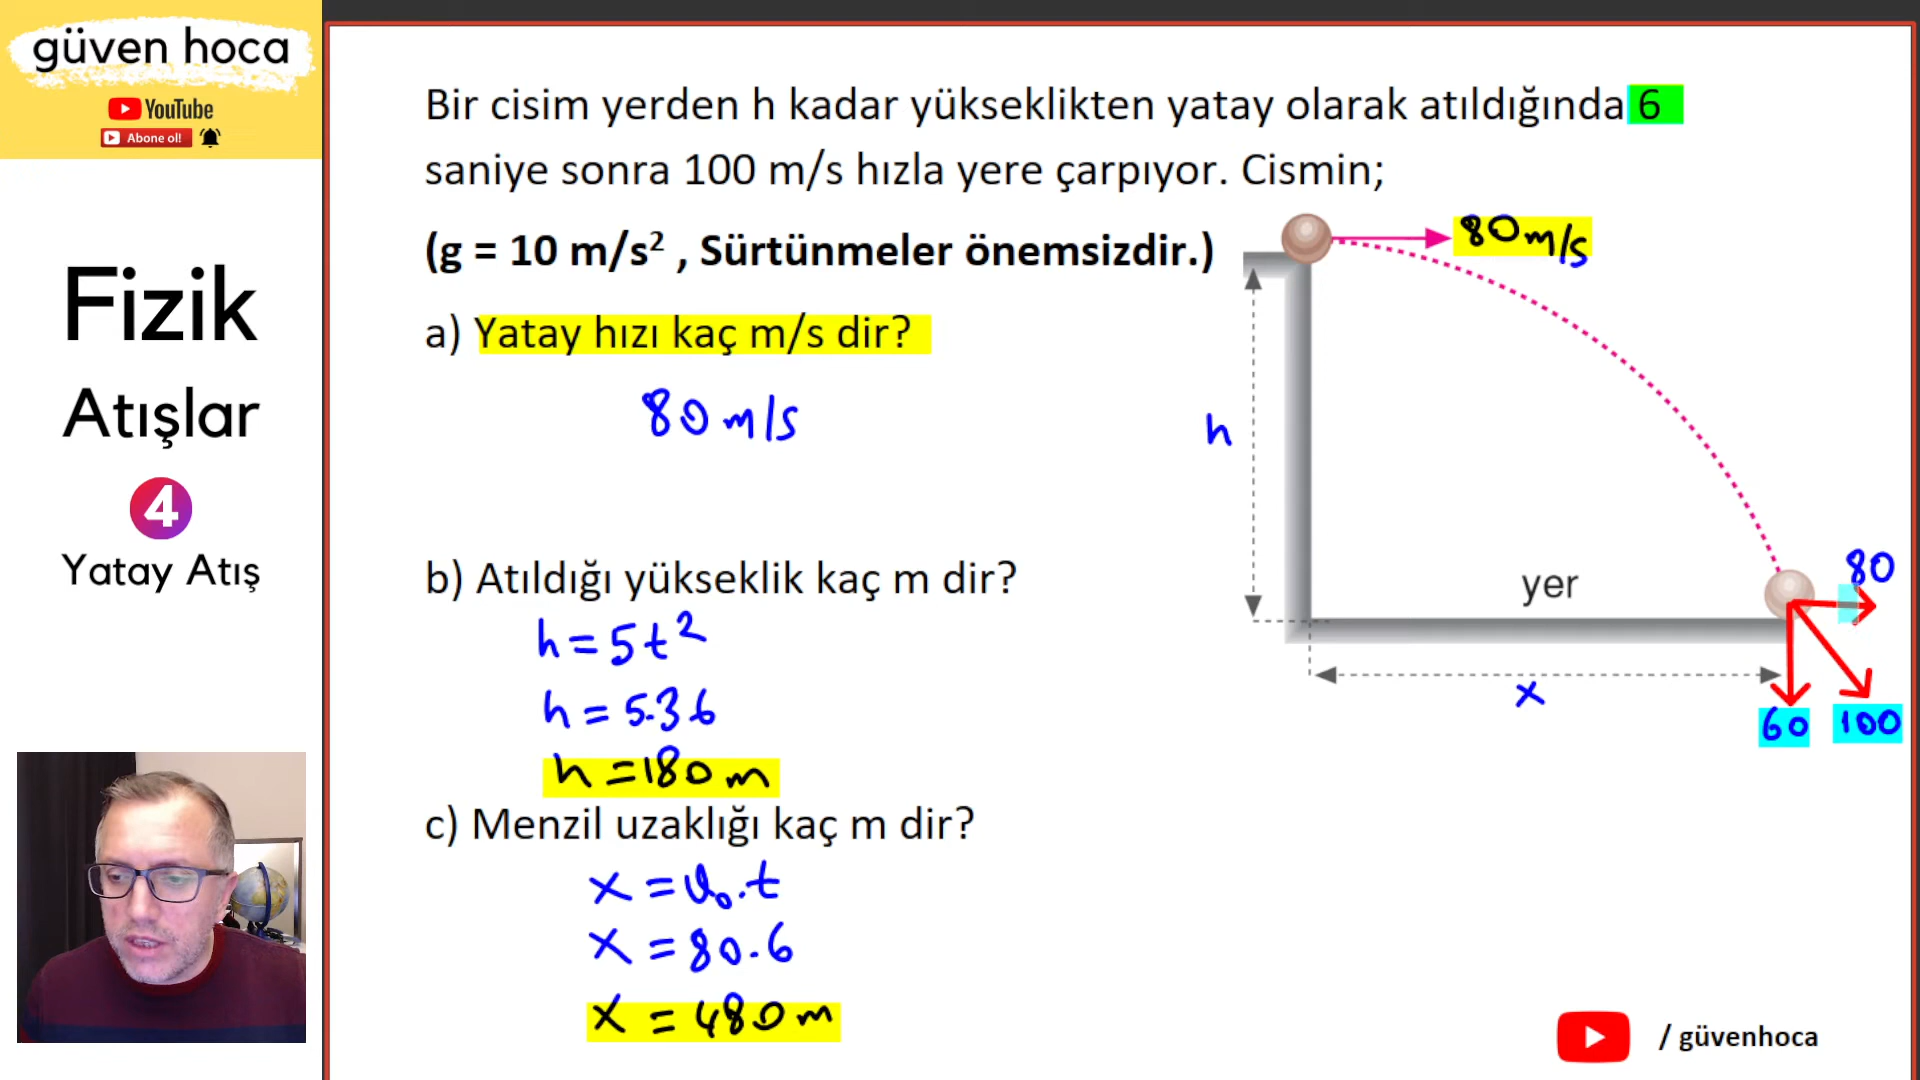 güven hoca
YouTube
Abone ol!
Fizik
Atışlar
4
Yatay Atış
Bir cisim yerden h kadar yükseklikten yatay olarak atıldığında 6
saniye sonra 100 m/s hızla yere çarpıyor. Cismin;
(g = 10 m/s² , Sürtünmeler önemsizdir.)
80 m/s
a) Yatay hızı kaç m/s dir?
80 m/s
h
b) Atıldığı yükseklik kaç m dir?
h = 5t²
h = 5.36
h = 180 m
yer
80
x
60
100
c) Menzil uzaklığı kaç m dir?
x = ϑ₀.t
x = 80.6
x = 480 m
/ güvenhoca